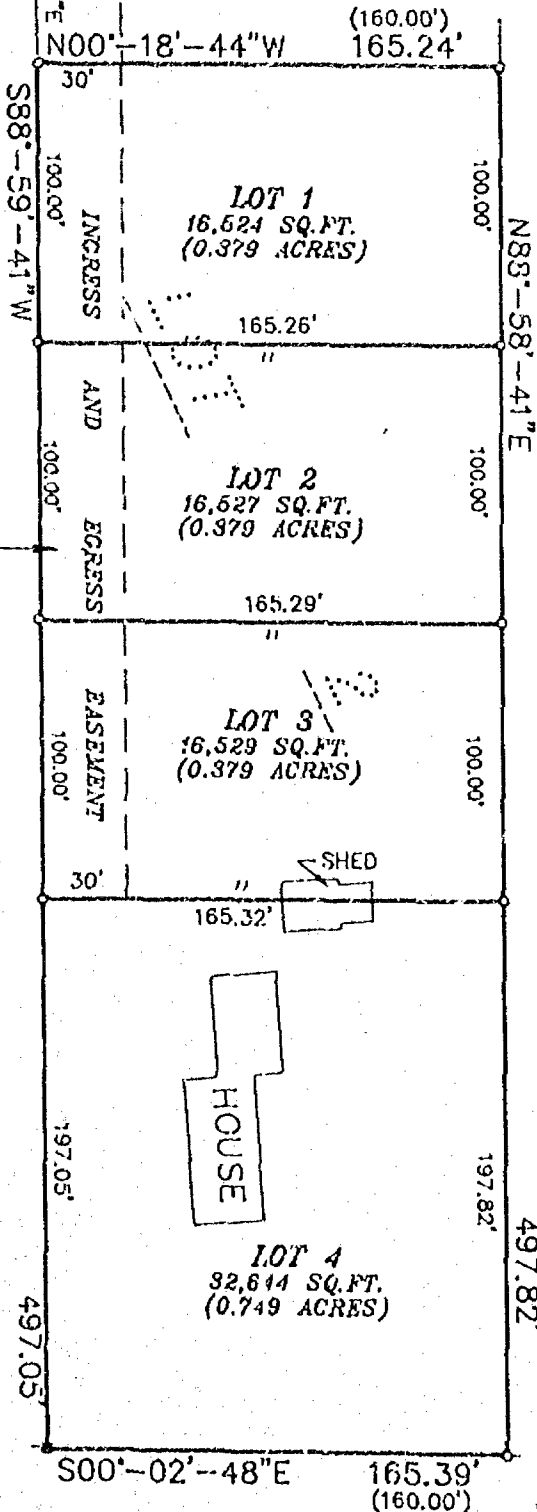 "E
(160.00')
N00°-18'-44"W 165.24'
30'
S88°-59'-41"W
100.00'
LOT 1
16,524 SQ.FT.
(0.379 ACRES)
100.00'
N88°-58'-41"E
INGRESS
165.26'
"
LOT
AND
100.00'
LOT 2
16,527 SQ.FT.
(0.379 ACRES)
100.00'
EGRESS
165.29'
"
2
LOT 3
16,529 SQ.FT.
(0.379 ACRES)
EASEMENT
100.00'
100.00'
SHED
30'
"
165.32'
HOUSE
197.05'
197.82'
LOT 4
32,644 SQ.FT.
(0.749 ACRES)
497.82'
497.05'
S00°-02'-48"E 165.39'
(160.00')